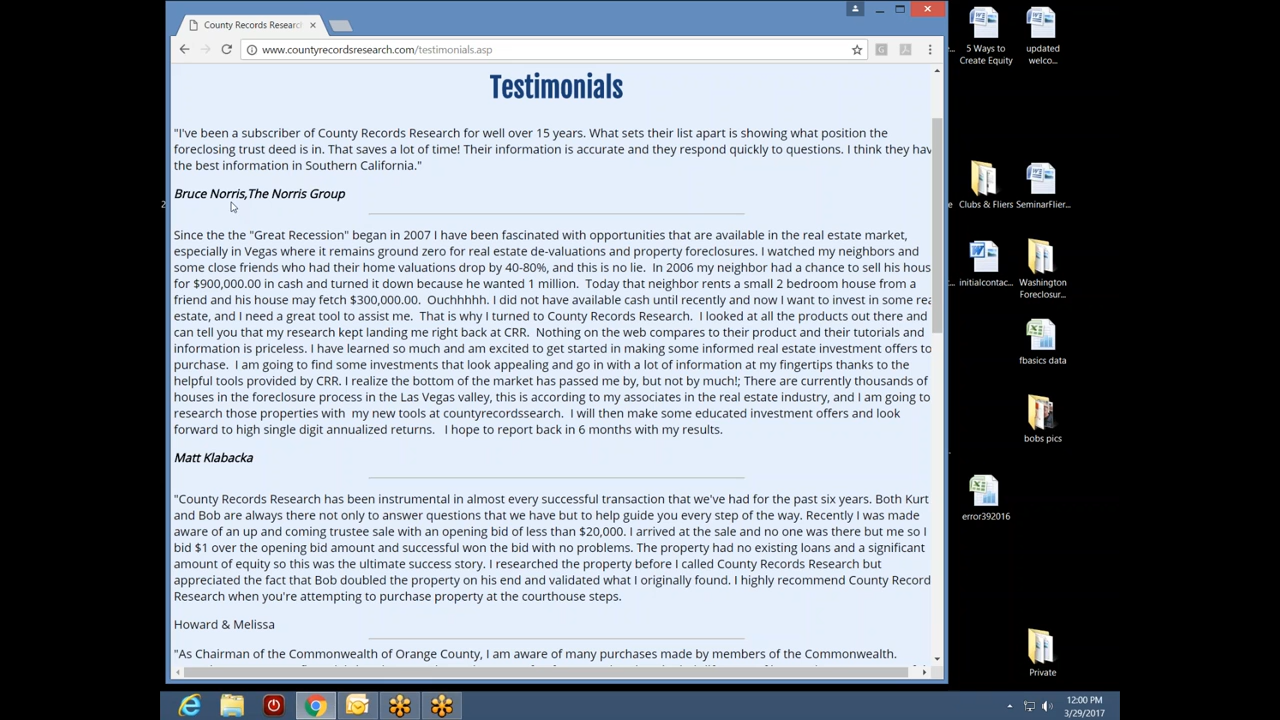 County Records Researc
www.countyrecordsresearch.com/testimonials.asp
Testimonials
"I've been a subscriber of County Records Research for well over 15 years. What sets their list apart is showing what position the
foreclosing trust deed is in. That saves a lot of time! Their information is accurate and they respond quickly to questions. I think they hav
the best information in Southern California."
Bruce Norris,The Norris Group
Since the the "Great Recession" began in 2007 I have been fascinated with opportunities that are available in the real estate market,
especially in Vegas where it remains ground zero for real estate de-valuations and property foreclosures. I watched my neighbors and
some close friends who had their home valuations drop by 40-80%, and this is no lie. In 2006 my neighbor had a chance to sell his hous
for $900,000.00 in cash and turned it down because he wanted 1 million. Today that neighbor rents a small 2 bedroom house from a
friend and his house may fetch $300,000.00. Ouchhhhh. I did not have available cash until recently and now I want to invest in some rea
estate, and I need a great tool to assist me. That is why I turned to County Records Research. I looked at all the products out there and
can tell you that my research kept landing me right back at CRR. Nothing on the web compares to their product and their tutorials and
information is priceless. I have learned so much and am excited to get started in making some informed real estate investment offers to
purchase. I am going to find some investments that look appealing and go in with a lot of information at my fingertips thanks to the
helpful tools provided by CRR. I realize the bottom of the market has passed me by, but not by much!; There are currently thousands of
houses in the foreclosure process in the Las Vegas valley, this is according to my associates in the real estate industry, and I am going to
research those properties with my new tools at countyrecordssearch. I will then make some educated investment offers and look
forward to high single digit annualized returns. I hope to report back in 6 months with my results.
Matt Klabacka
"County Records Research has been instrumental in almost every successful transaction that we've had for the past six years. Both Kurt
and Bob are always there not only to answer questions that we have but to help guide you every step of the way. Recently I was made
aware of an up and coming trustee sale with an opening bid of less than $20,000. I arrived at the sale and no one was there but me so I
bid $1 over the opening bid amount and successful won the bid with no problems. The property had no existing loans and a significant
amount of equity so this was the ultimate success story. I researched the property before I called County Records Research but
appreciated the fact that Bob doubled the property on his end and validated what I originally found. I highly recommend County Record
Research when you're attempting to purchase property at the courthouse steps.
Howard & Melissa
"As Chairman of the Commonwealth of Orange County, I am aware of many purchases made by members of the Commonwealth.
5 Ways to
Create Equity
updated
welco...
Clubs & Fliers
SeminarFlier...
initialcontac...
Washington
Foreclosur...
fbasics data
bobs pics
error392016
Private
12:00 PM
3/29/2017